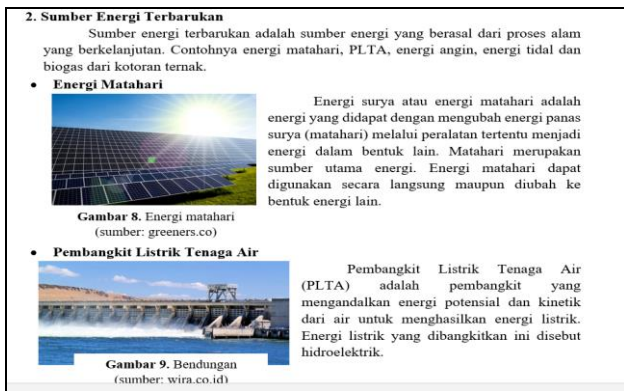 2. Sumber Energi Terbarukan
Sumber energi terbarukan adalah sumber energi yang berasal dari proses alam
yang berkelanjutan. Contohnya energi matahari, PLTA, energi angin, energi tidal dan
biogas dari kotoran ternak.
• Energi Matahari
Energi surya atau energi matahari adalah
energi yang didapat dengan mengubah energi panas
surya (matahari) melalui peralatan tertentu menjadi
energi dalam bentuk lain. Matahari merupakan
sumber utama energi. Energi matahari dapat
digunakan secara langsung maupun diubah ke
bentuk energi lain.
Gambar 8. Energi matahari
(sumber: greeners.co)
• Pembangkit Listrik Tenaga Air
Pembangkit Listrik Tenaga Air
(PLTA) adalah pembangkit yang
mengandalkan energi potensial dan kinetik
dari air untuk menghasilkan energi listrik.
Energi listrik yang dibangkitkan ini disebut
hidroelektrik.
Gambar 9. Bendungan
(sumber: wira.co.id)